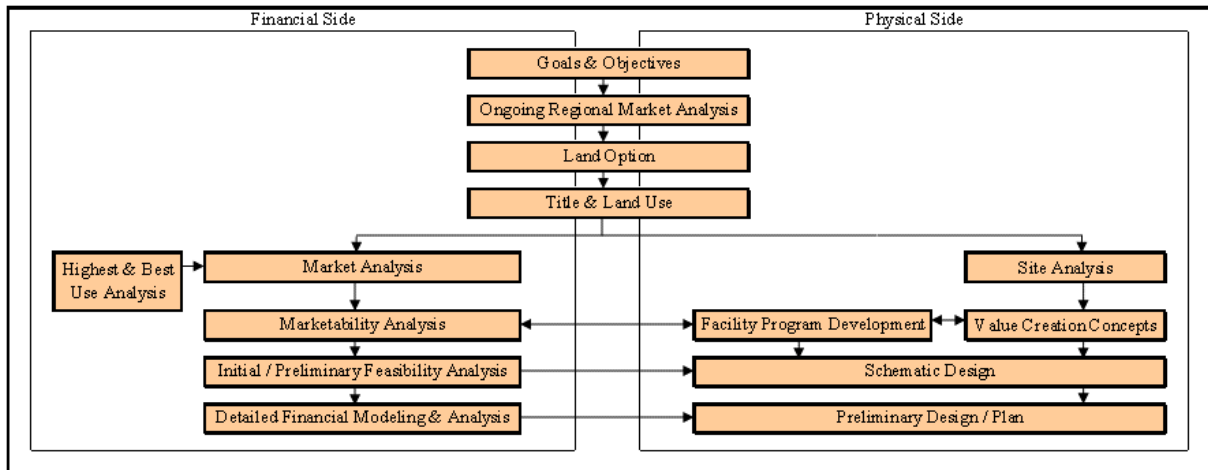 Financial Side
Physical Side
Goals & Objectives
Ongoing Regional Market Analysis
Land Option
Title & Land Use
Highest & Best
Use Analysis
Market Analysis
Site Analysis
Marketability Analysis
Facility Program Development
Value Creation Concepts
Initial / Preliminary Feasibility Analysis
Schematic Design
Detailed Financial Modeling & Analysis
Preliminary Design / Plan